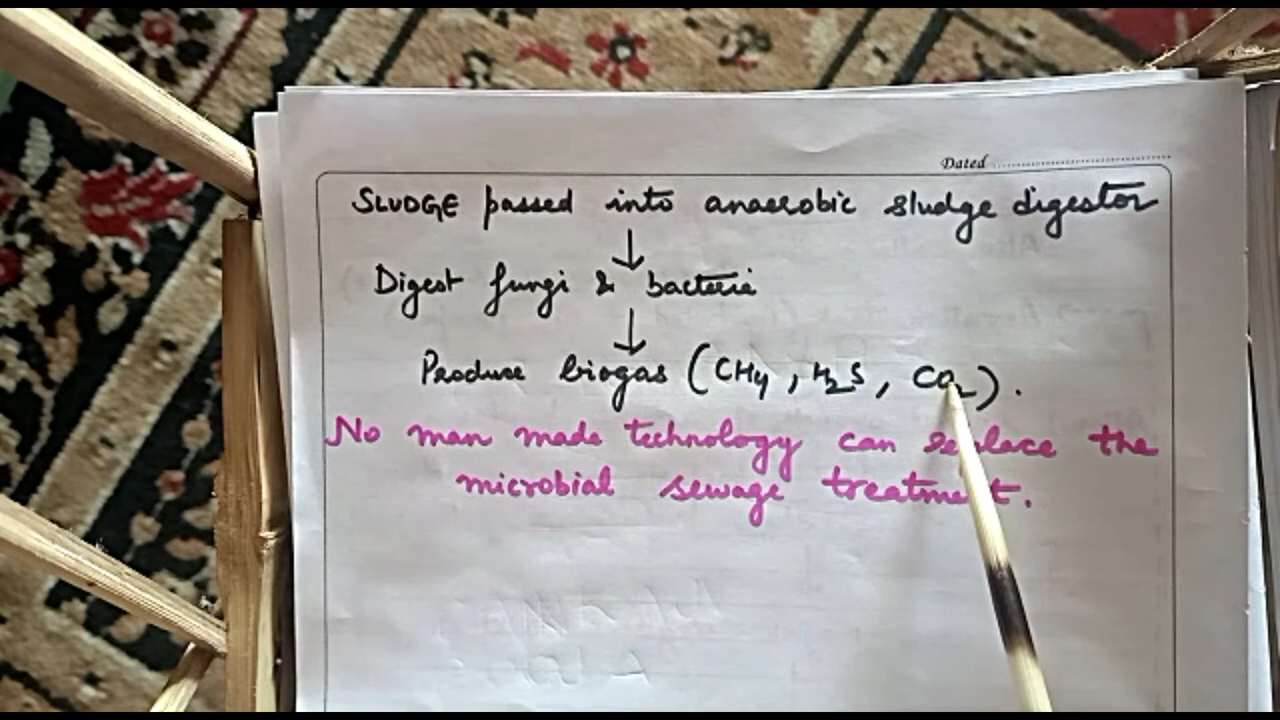 Dated
SLUDGE passed into anaerobic sludge digestor
↓
Digest fungi & bacteria
↓
Produce biogas (CH4, H2S, CO2).
No man made technology can replace the
microbial sewage treatment.